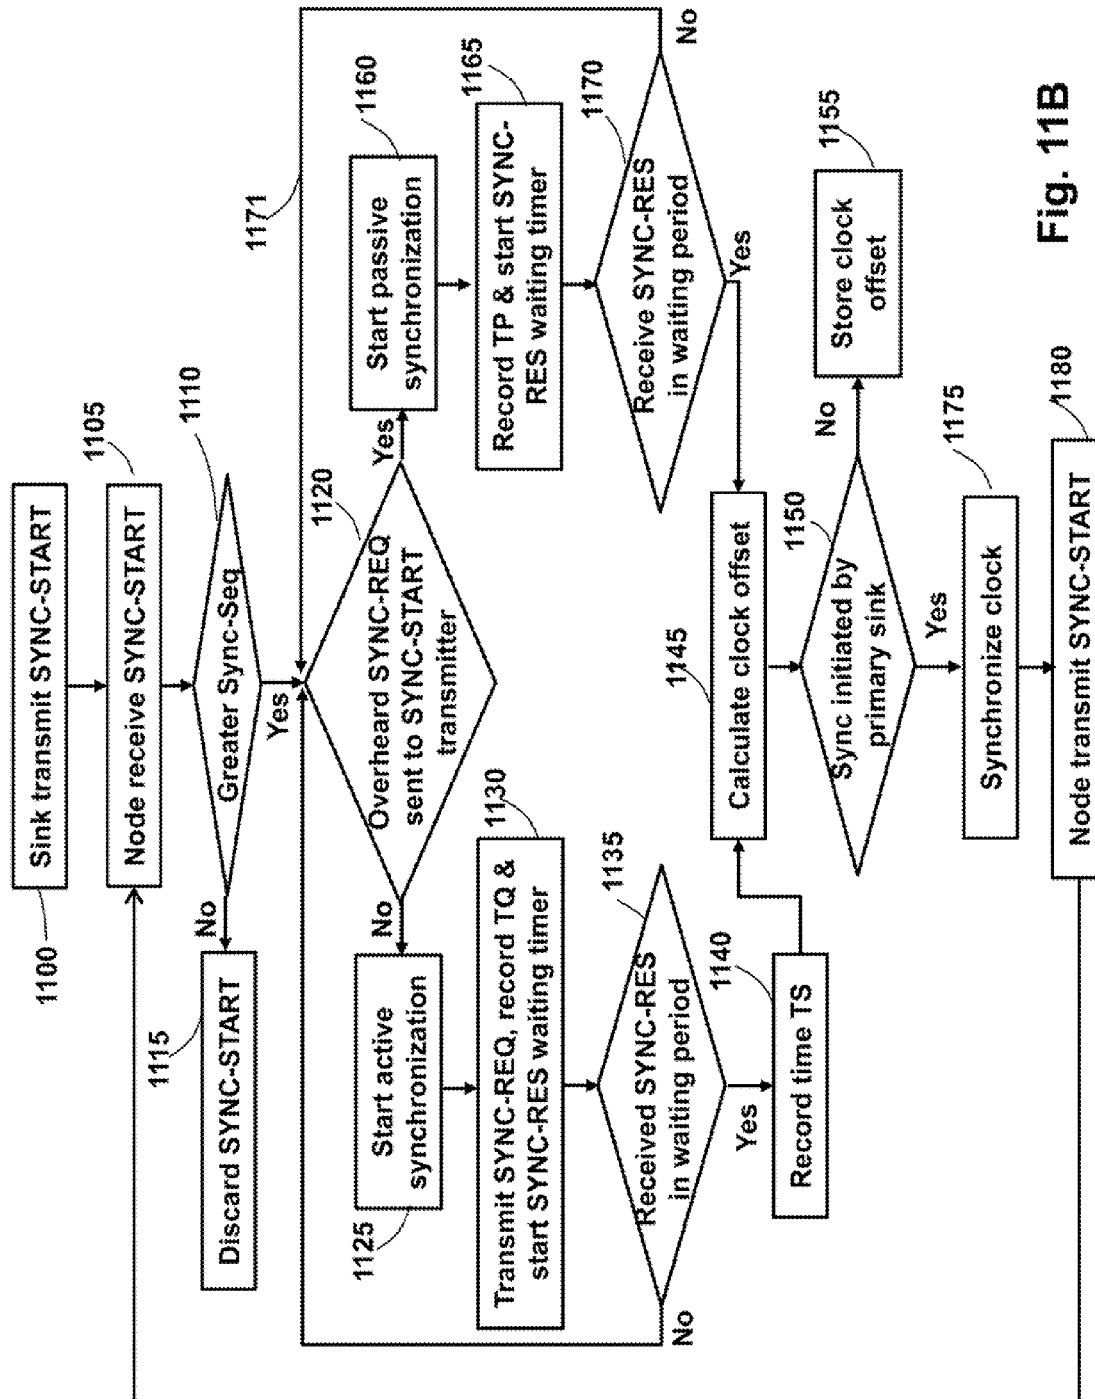 Sink transmit SYNC-START
1100
Node receive SYNC-START
1105
Greater Sync-Seq
1110
No
Yes
Discard SYNC-START
1115
Overheard SYNC-REQ
sent to SYNC-START
transmitter
1120
No
Yes
Start active
synchronization
1125
Start passive
synchronization
1160
1171
Transmit SYNC-REQ, record TQ &
start SYNC-RES waiting timer
1130
Record TP & start SYNC-
RES waiting timer
1165
Received SYNC-RES
in waiting period
1135
No
Yes
Receive SYNC-RES
in waiting period
1170
No
Yes
Record time TS
1140
Calculate clock offset
1145
Sync initiated by
primary sink
1150
No
Yes
Store clock
offset
1155
Synchronize clock
1175
Node transmit SYNC-START
1180
Fig. 11B